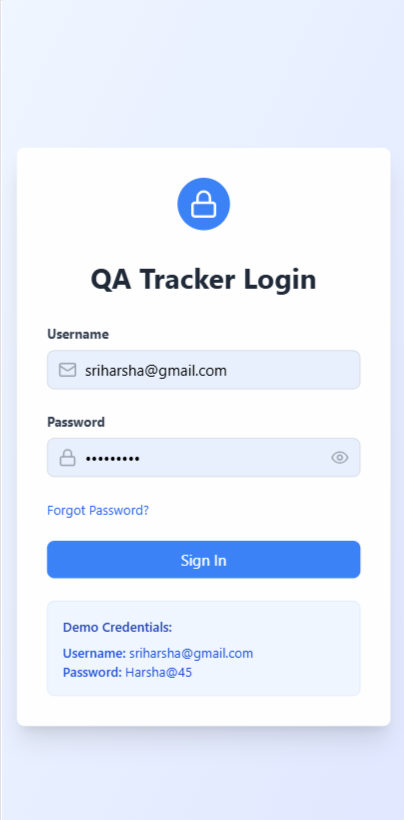 QA Tracker Login
Username
sriharsha@gmail.com
Password
•••••••••
Forgot Password?
Sign In
Demo Credentials:
Username: sriharsha@gmail.com
Password: Harsha@45